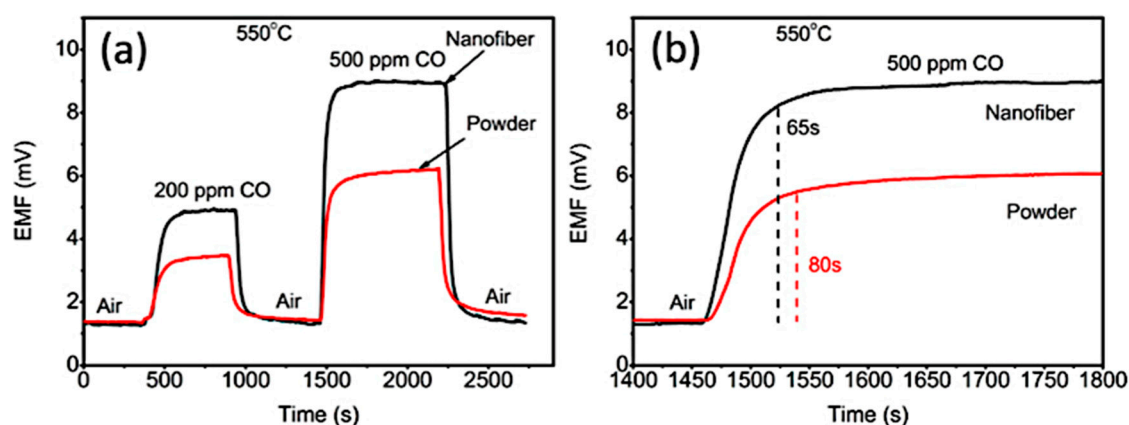 (a)
550°C
Nanofiber
500 ppm CO
Powder
200 ppm CO
Air
Air
Air
EMF (mV)
10
8
6
4
2
0
0 500 1000 1500 2000 2500
Time (s)
(b)
550°C
500 ppm CO
Nanofiber
65s
Powder
80s
Air
EMF (mV)
10
8
6
4
2
0
1400 1450 1500 1550 1600 1650 1700 1750 1800
Time (s)